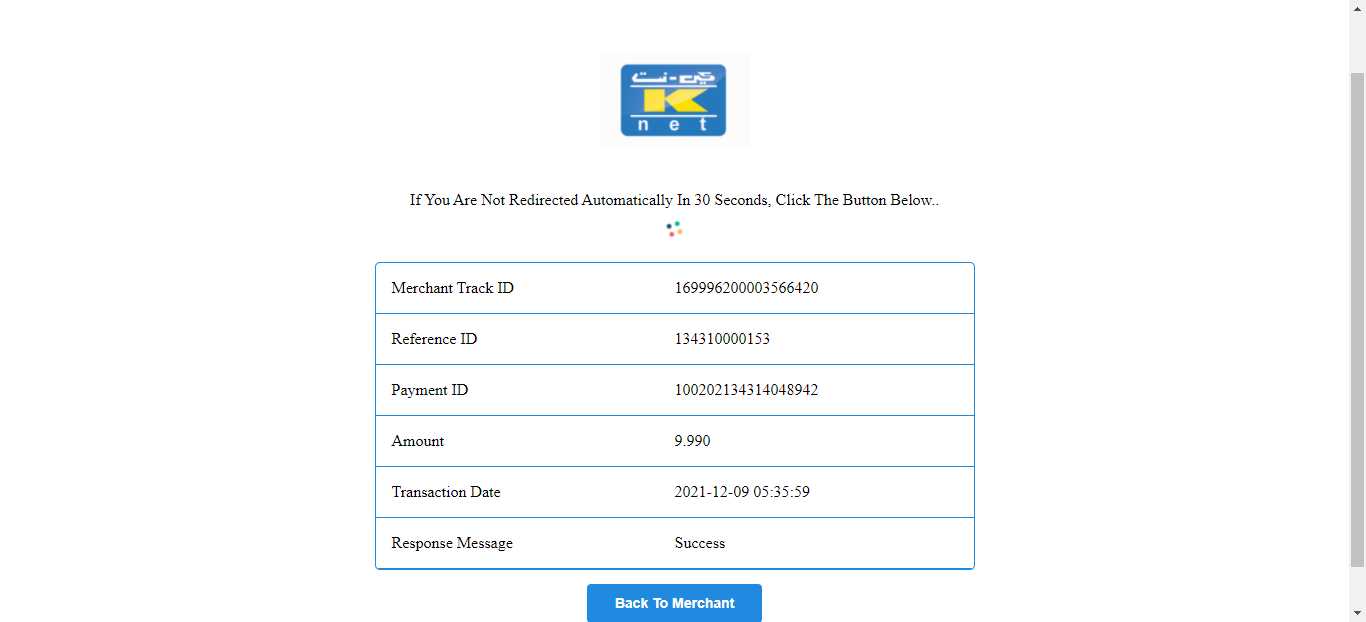 كي-نت
K
net
If You Are Not Redirected Automatically In 30 Seconds, Click The Button Below..
Merchant Track ID 169996200003566420
Reference ID 134310000153
Payment ID 100202134314048942
Amount 9.990
Transaction Date 2021-12-09 05:35:59
Response Message Success
Back To Merchant